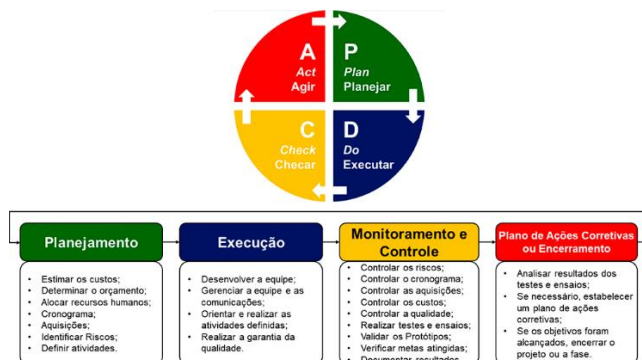 A
Act
Agir
P
Plan
Planejar
C
Check
Checar
D
Do
Executar
Planejamento
• Estimar os custos;
• Determinar o orçamento;
• Alocar recursos humanos;
• Cronograma;
• Aquisições;
• Identificar Riscos;
• Definir atividades.
Execução
• Desenvolver a equipe;
• Gerenciar a equipe e as
comunicações;
• Orientar e realizar as
atividades definidas;
• Realizar a garantia da
qualidade.
Monitoramento e
Controle
• Controlar os riscos;
• Controlar o cronograma;
• Controlar as aquisições;
• Controlar os custos;
• Controlar a qualidade;
• Realizar testes e ensaios;
• Validar os Protótipos;
• Verificar metas atingidas;
• Documentar resultados
Plano de Ações Corretivas
ou Encerramento
• Analisar resultados dos
testes e ensaios;
• Se necessário, estabelecer
um plano de ações
corretivas;
• Se os objetivos foram
alcançados, encerrar o
projeto ou a fase.